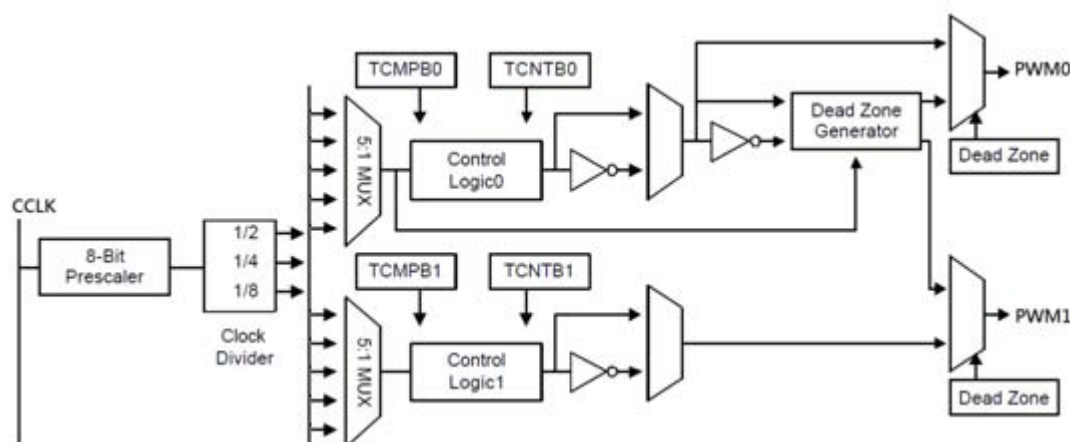 TCMPB0
TCNTB0
5:1 MUX
Control
Logic0
Dead Zone
Generator
PWM0
Dead Zone
CCLK
8-Bit
Prescaler
1/2
1/4
1/8
Clock
Divider
TCMPB1
TCNTB1
5:1 MUX
Control
Logic1
PWM1
Dead Zone